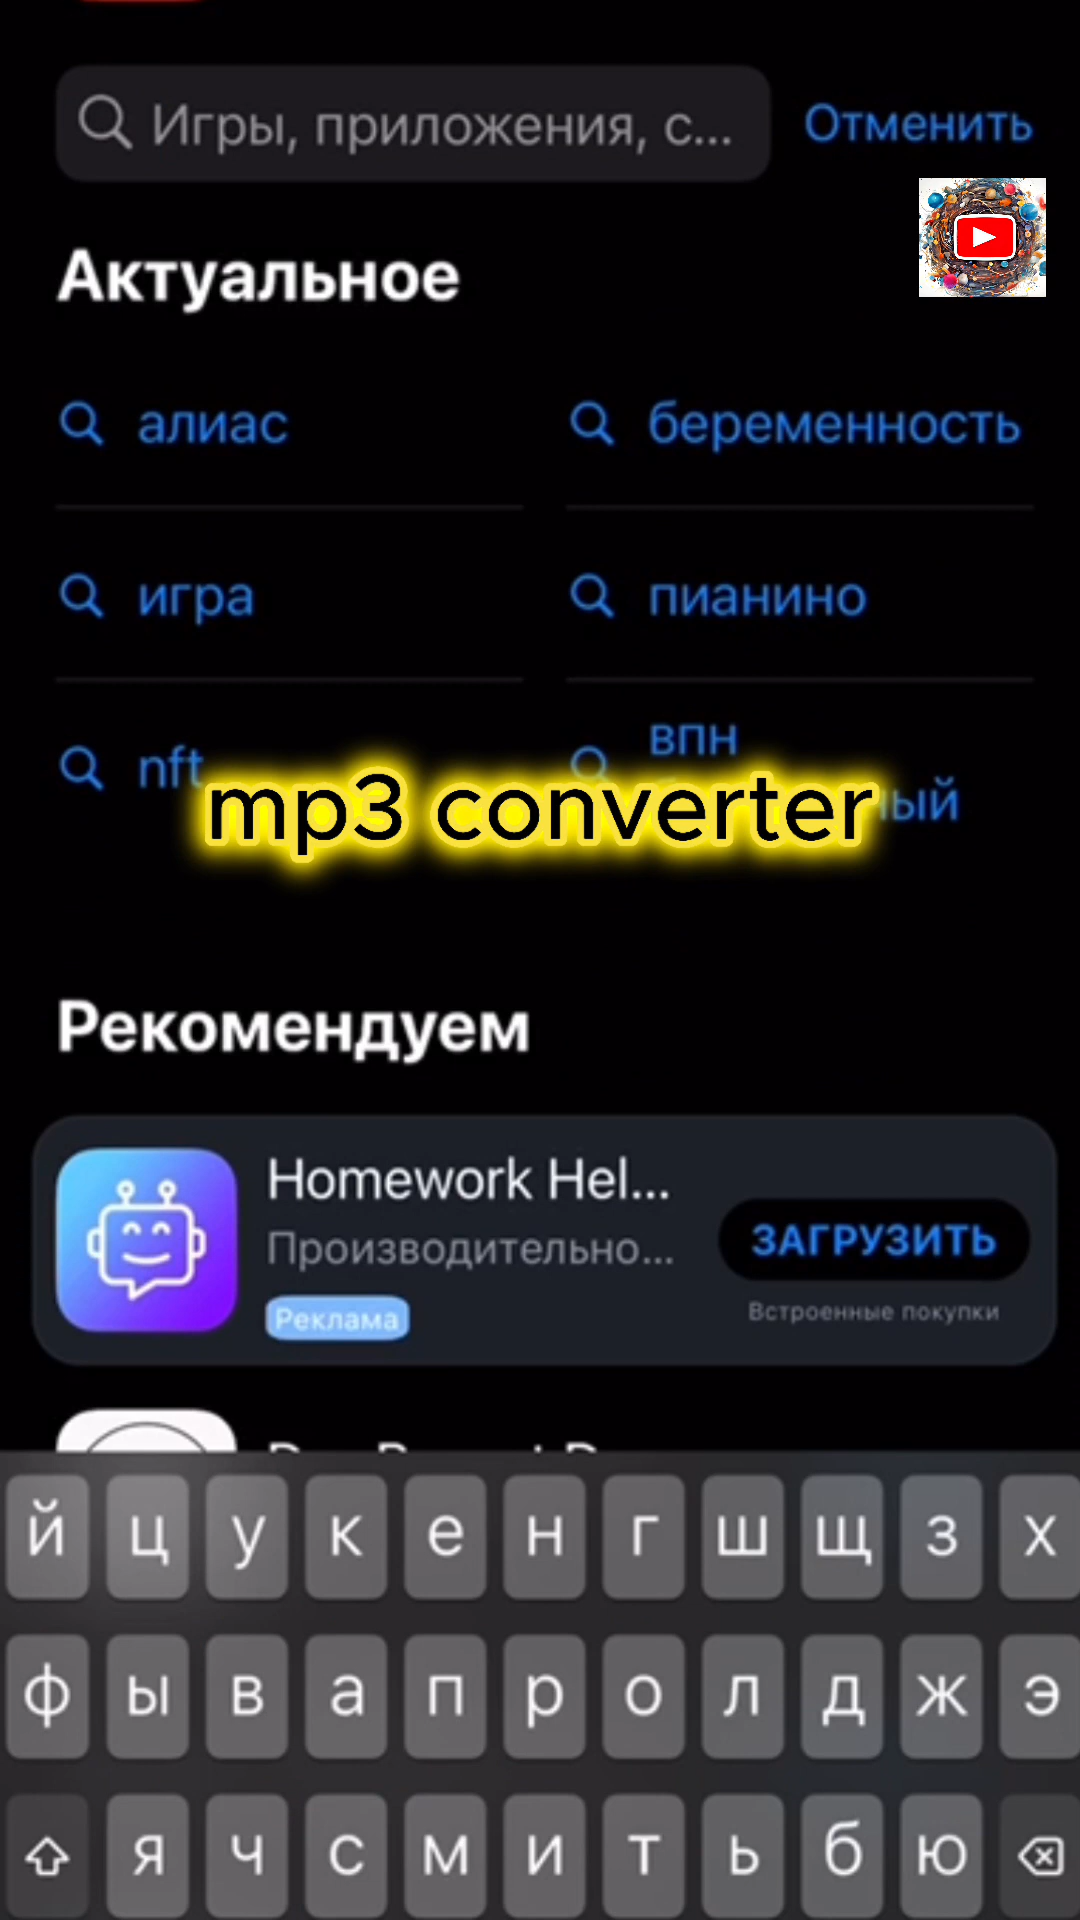 Игры, приложения, с...
Отменить
Актуальное
алиас
беременность
игра
пианино
nft
впн
mp3 converter
Рекомендуем
Homework Hel...
Производительно...
ЗАГРУЗИТЬ
Реклама
Встроенные покупки
й ц у к е н г ш щ з х
ф ы в а п р о л д ж э
я ч с м и т ь б ю